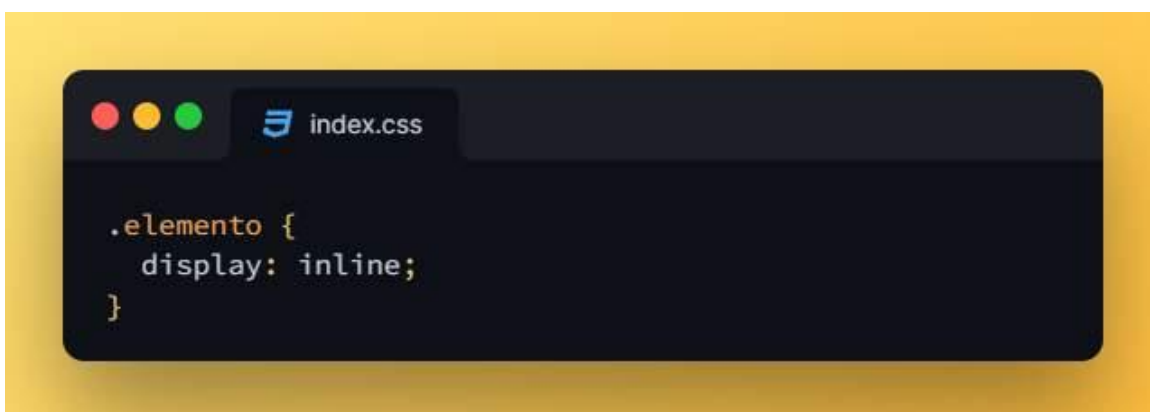 index.css
.elemento {
  display: inline;
}